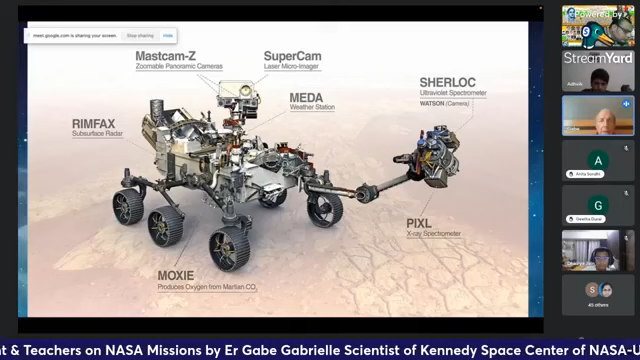 meet.google.com is sharing your screen.
Stop sharing
Hide
Powered by
StreamYard
Mastcam-Z
Zoomable Panoramic Cameras
SuperCam
Laser Micro-Imager
MEDA
Weather Station
SHERLOC
Ultraviolet Spectrometer
WATSON (Camera)
RIMFAX
Subsurface Radar
PIXL
X-ray Spectrometer
MOXIE
Produces Oxygen from Martian CO₂
A
G
S
45 others
nt & Teachers on NASA Missions by Er Gabe Gabrielle Scientist of Kennedy Space Center of NASA-U